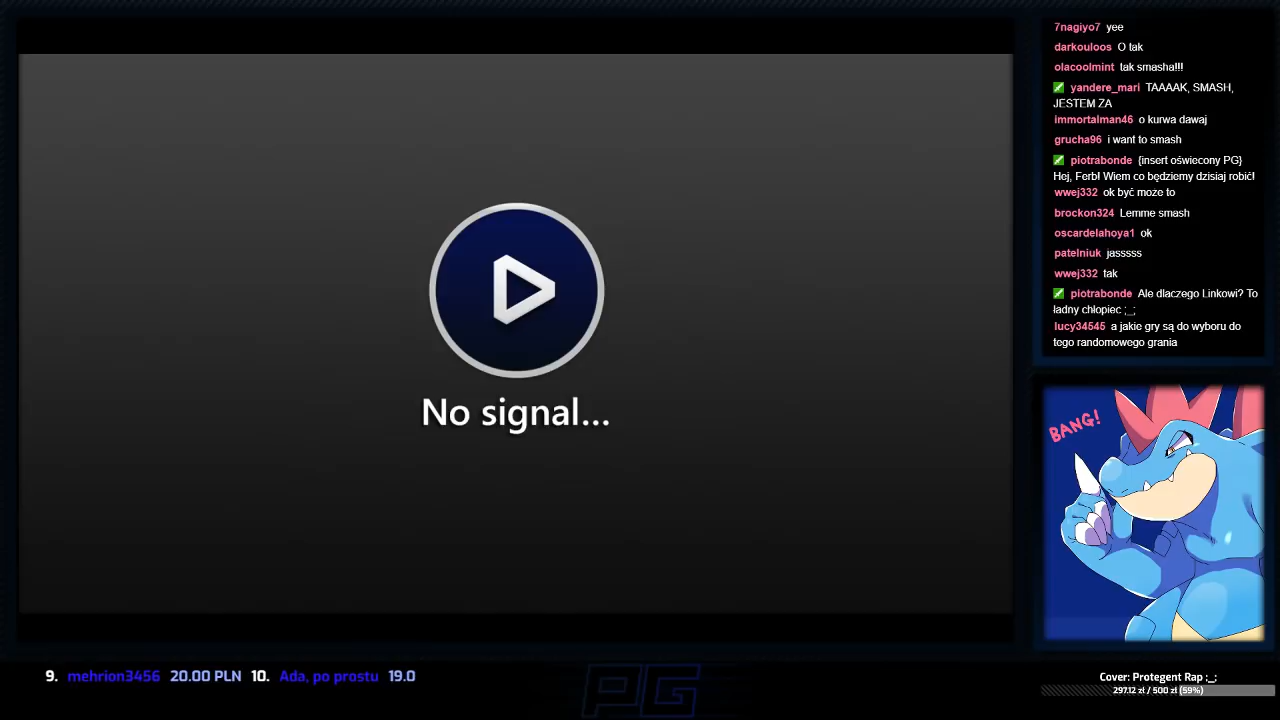 7nagiyo7 yee
darkouloos O tak
olacoolmint tak smasha!!!
yandere_mari TAAAAK, SMASH,
JESTEM ZA
immortalman46 o kurwa dawaj
grucha96 i want to smash
piotrabonde {insert oświecony PG}
Hej, Ferb! Wiem co będziemy dzisiaj robić!
wwej332 ok być moze to
brockon324 Lemme smash
oscardelahoya1 ok
patelniuk jasssss
wwej332 tak
piotrabonde Ale dlaczego Linkowi? To
ładny chłopiec ;_;
lucy34545 a jakie gry są do wyboru do
tego randomowego grania
No signal...
BANG!
9. mehrion3456 20.00 PLN 10. Ada, po prostu 19.0
PG
Cover: Protegent Rap :_;
297.12 zł / 500 zł (59%)